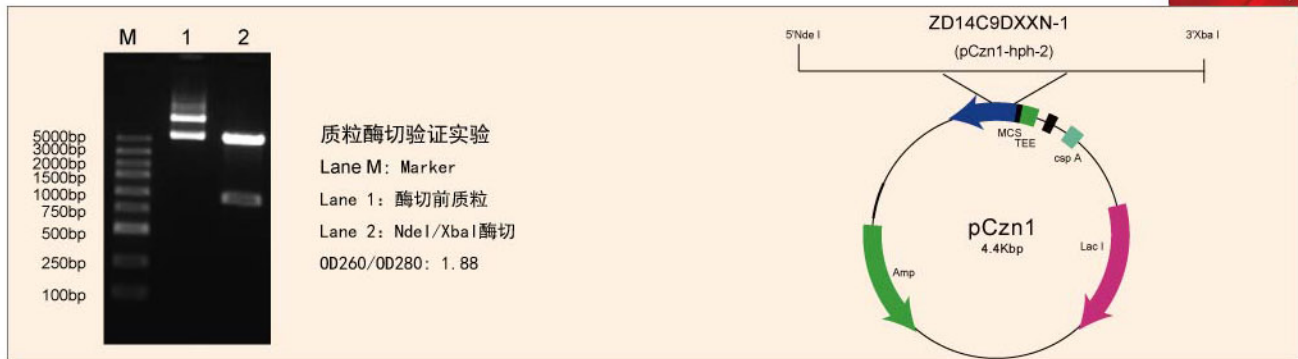 M 1 2
5000bp
3000bp
2000bp
1500bp
1000bp
750bp
500bp
250bp
100bp
质粒酶切验证实验
Lane M: Marker
Lane 1: 酶切前质粒
Lane 2: NdeI/XbaI酶切
OD260/OD280: 1.88
ZD14C9DXXN-1
5'Nde I
(pCzn1-hph-2)
3'Xba I
MCS
TEE
csp A
pCzn1
4.4Kbp
Lac I
Amp